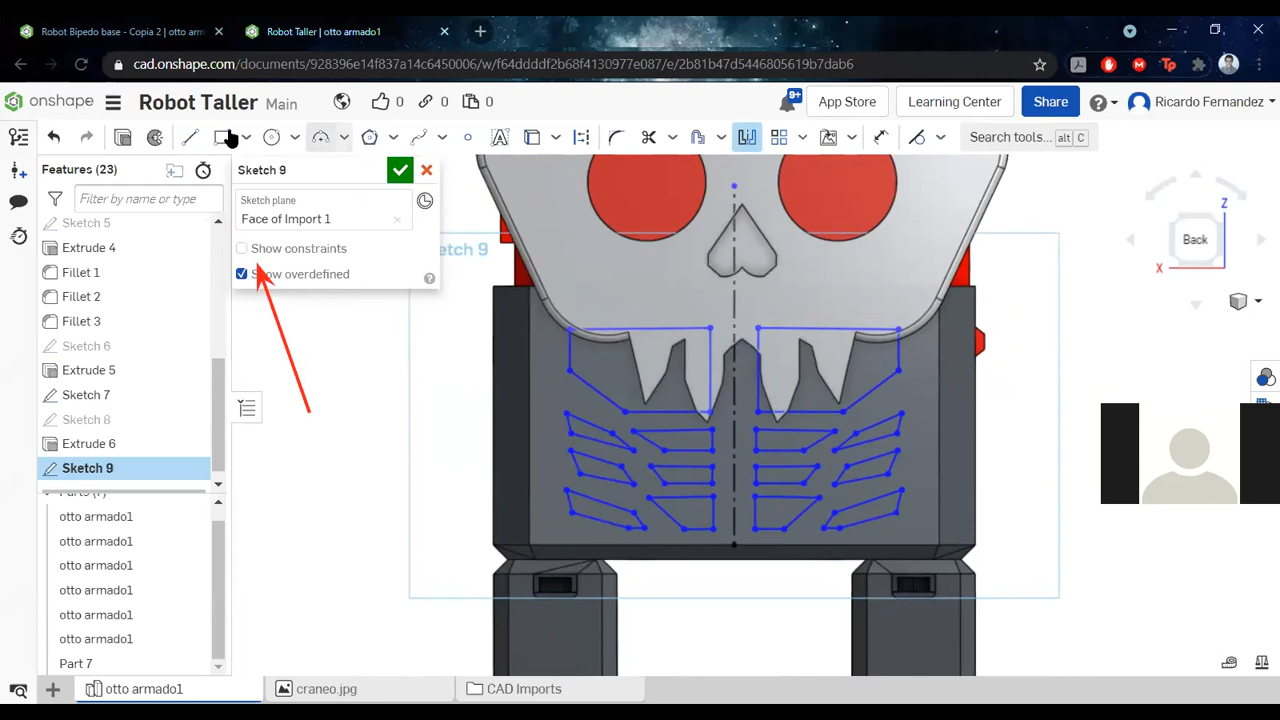 Robot Bipedo base - Copia 2 | otto arm
Robot Taller | otto armado1
cad.onshape.com/documents/928396e14f837a14c6450006/w/f64ddddf2b68f4130977e087/e/2b81b47d5446805619b7dab6
onshape
Robot Taller Main
0
0
0
9+
App Store
Learning Center
Share
Ricardo Fernandez
Search tools... alt C
Features (23)
Filter by name or type
Sketch 5
Extrude 4
Fillet 1
Fillet 2
Fillet 3
Sketch 6
Extrude 5
Sketch 7
Sketch 8
Extrude 6
Sketch 9
Parts (7)
otto armado1
otto armado1
otto armado1
otto armado1
otto armado1
otto armado1
Part 7
Sketch 9
Sketch plane
Face of Import 1
Show constraints
Show overdefined
etch 9
Z
Back
X
otto armado1
craneo.jpg
CAD Imports